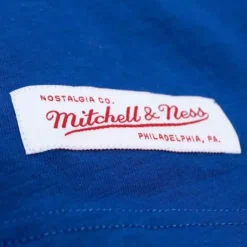 NOSTALGIA CO.
Mitchell & Ness
PHILADELPHIA, PA.